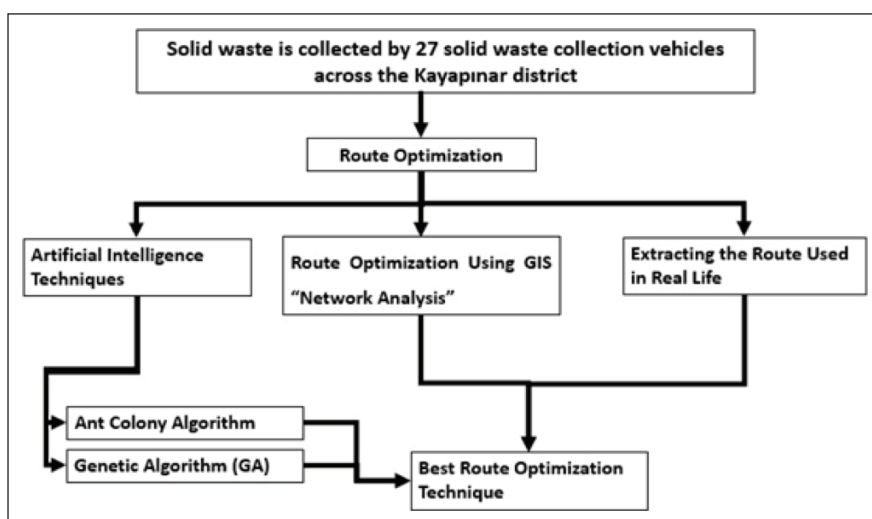 Solid waste is collected by 27 solid waste collection vehicles
across the Kayapınar district
Route Optimization
Artificial Intelligence
Techniques
Route Optimization Using GIS
“Network Analysis”
Extracting the Route Used
in Real Life
Ant Colony Algorithm
Genetic Algorithm (GA)
Best Route Optimization
Technique